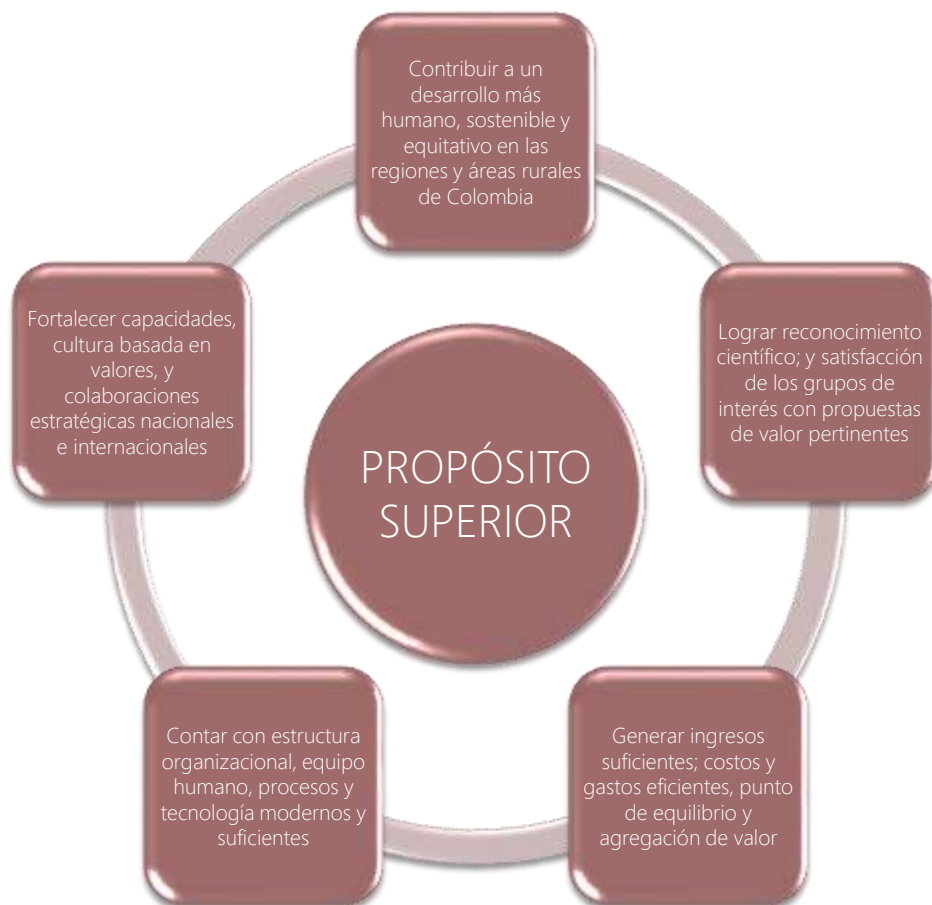 Contribuir a un
desarrollo más
humano, sostenible y
equitativo en las
regiones y áreas rurales
de Colombia
Fortalecer capacidades,
cultura basada en
valores, y
colaboraciones
estratégicas nacionales
e internacionales
Lograr reconocimiento
científico; y satisfacción
de los grupos de
interés con propuestas
de valor pertinentes
PROPÓSITO
SUPERIOR
Contar con estructura
organizacional, equipo
humano, procesos y
tecnología modernos y
suficientes
Generar ingresos
suficientes; costos y
gastos eficientes, punto
de equilibrio y
agregación de valor